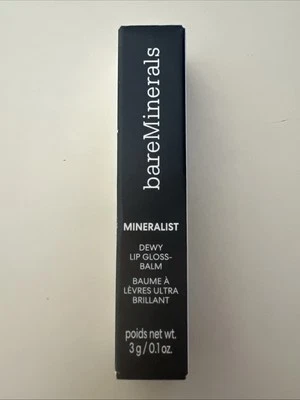 bareMinerals
MINERALIST
DEWY
LIP GLOSS-
BALM
BAUME À
LÈVRES ULTRA
BRILLANT
poids net wt.
3 g / 0.1 oz.